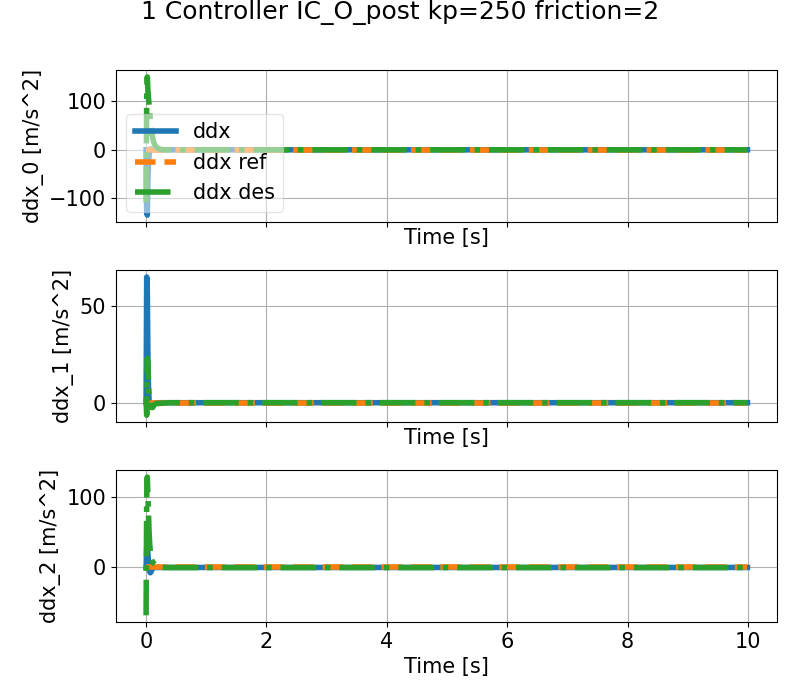 1 Controller IC_O_post kp=250 friction=2
ddx_0 [m/s^2]
100
0
−100
ddx
ddx ref
ddx des
Time [s]
ddx_1 [m/s^2]
50
0
Time [s]
ddx_2 [m/s^2]
100
0
0 2 4 6 8 10
Time [s]